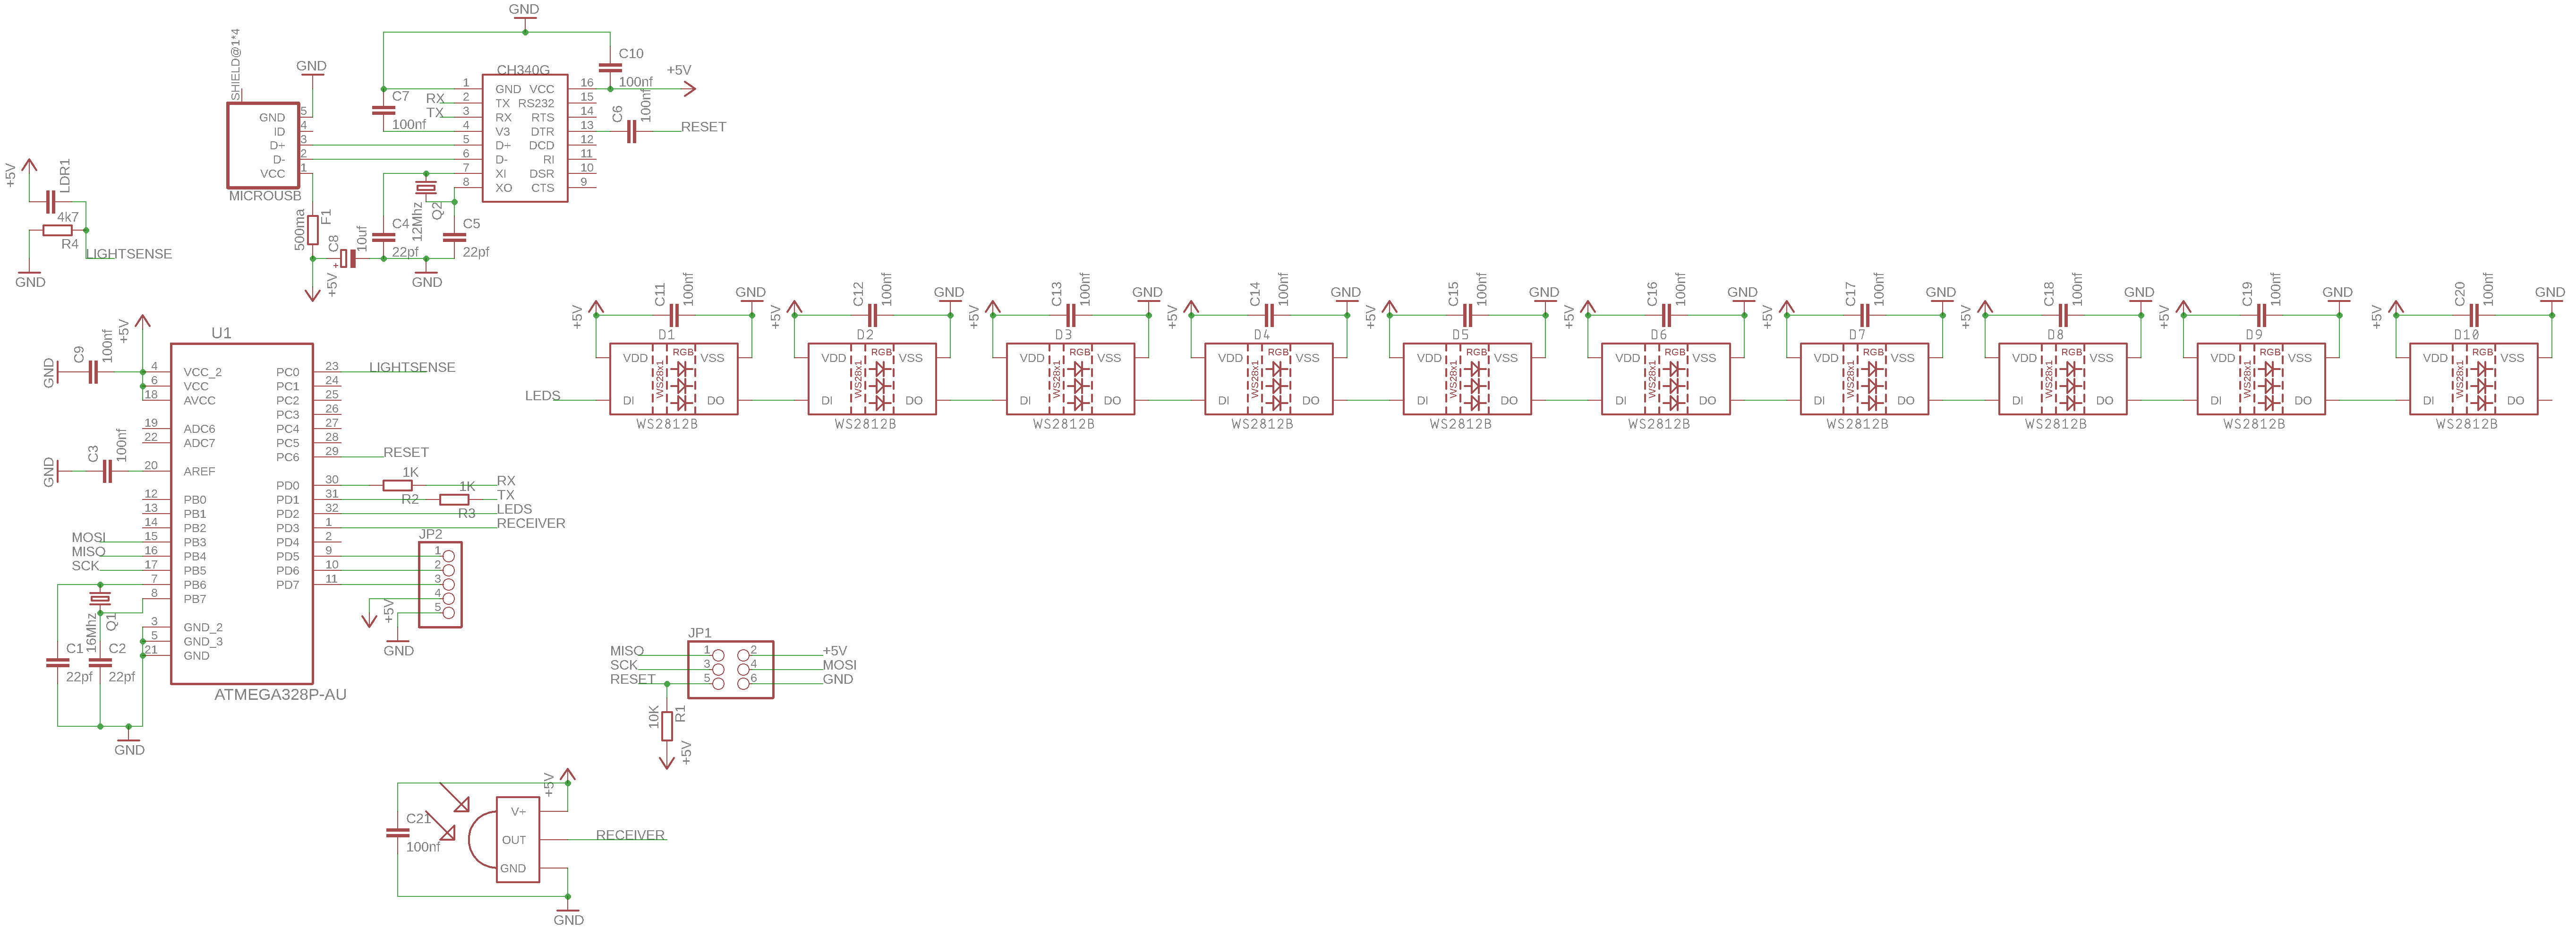 GND
SHIELD@1*4
GND
GND 5
ID 4
D+ 3
D- 2
VCC 1
MICROUSB
CH340G
C10
100nf
+5V
C7
100nf
RX
TX
1 GND VCC 16
2 TX RS232 15
3 RX RTS 14
4 V3 DTR 13
5 D+ DCD 12
6 D- RI 11
7 XI DSR 10
8 XO CTS 9
C6
100nf
RESET
500ma
F1
C8
10uf
+
+5V
C4
22pf
12Mhz
Q2
C5
22pf
GND
+5V
LDR1
4k7
R4
LIGHTSENSE
GND
U1
+5V
GND
C9
100nf
4 VCC_2 PC0 23 LIGHTSENSE
6 VCC PC1 24
18 AVCC PC2 25
PC3 26
19 ADC6 PC4 27
22 ADC7 PC5 28
PC6 29 RESET
GND
C3
100nf
20 AREF
PD0 30 1K R2 RX
12 PB0 PD1 31 1K R3 TX
13 PB1 PD2 32 LEDS
14 PB2 PD3 1 RECEIVER
MOSI 15 PB3 PD4 2
MISO 16 PB4 PD5 9
SCK 17 PB5 PD6 10
7 PB6 PD7 11
8 PB7
3 GND_2
5 GND_3
21 GND
16Mhz
Q1
C1
22pf
C2
22pf
GND
ATMEGA328P-AU
JP2
1
2
3
4
5
+5V
GND
JP1
MISO 1 2 +5V
SCK 3 4 MOSI
RESET 5 6 GND
10K
R1
+5V
+5V
C21
100nf
V+
OUT
GND
RECEIVER
GND
LEDS
+5V
C11
100nf
GND
D1
VDD WS28x1 RGB VSS
DI DO
WS2812B
+5V
C12
100nf
GND
D2
VDD WS28x1 RGB VSS
DI DO
WS2812B
+5V
C13
100nf
GND
D3
VDD WS28x1 RGB VSS
DI DO
WS2812B
+5V
C14
100nf
GND
D4
VDD WS28x1 RGB VSS
DI DO
WS2812B
+5V
C15
100nf
GND
D5
VDD WS28x1 RGB VSS
DI DO
WS2812B
+5V
C16
100nf
GND
D6
VDD WS28x1 RGB VSS
DI DO
WS2812B
+5V
C17
100nf
GND
D7
VDD WS28x1 RGB VSS
DI DO
WS2812B
+5V
C18
100nf
GND
D8
VDD WS28x1 RGB VSS
DI DO
WS2812B
+5V
C19
100nf
GND
D9
VDD WS28x1 RGB VSS
DI DO
WS2812B
+5V
C20
100nf
GND
D10
VDD WS28x1 RGB VSS
DI DO
WS2812B